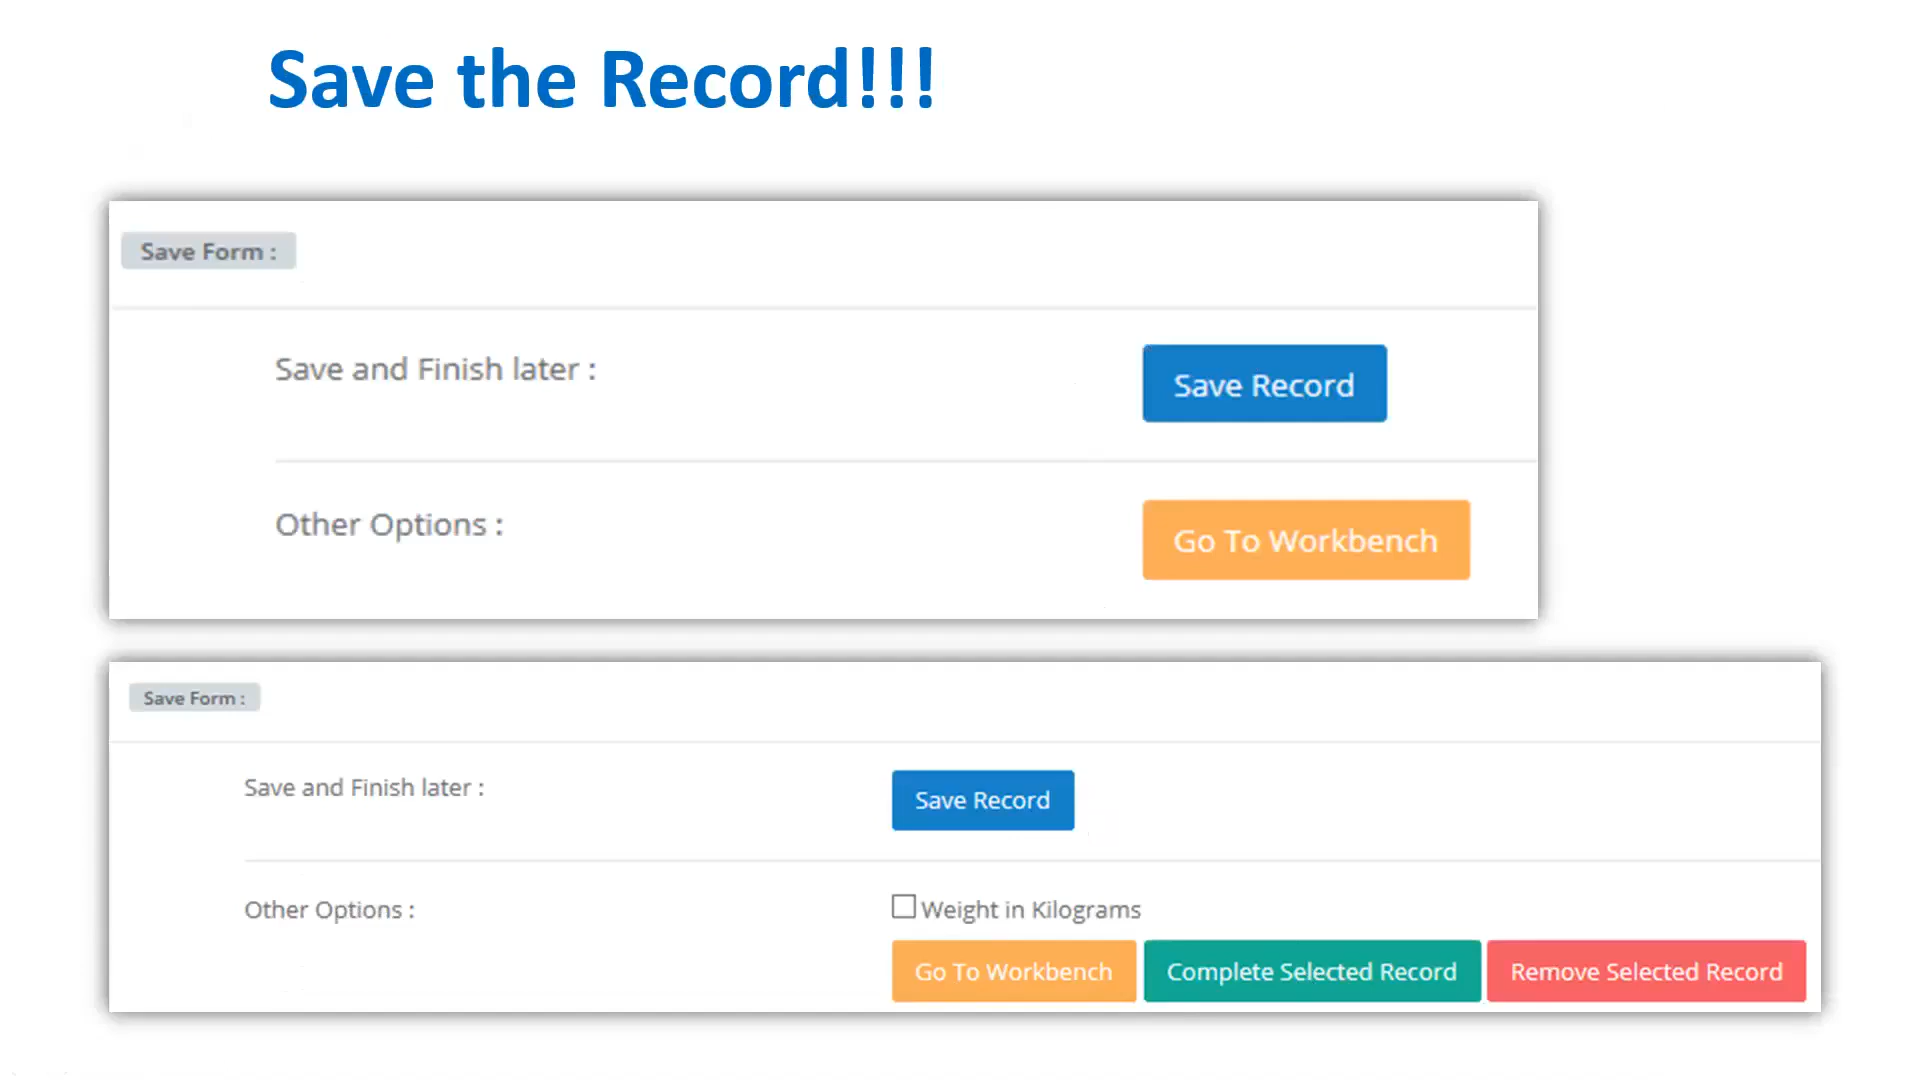 Save the Record!!!
Save Form :
Save and Finish later :
Save Record
Other Options :
Go To Workbench
Save Form :
Save and Finish later :
Save Record
Other Options :
Weight in Kilograms
Go To Workbench Complete Selected Record Remove Selected Record